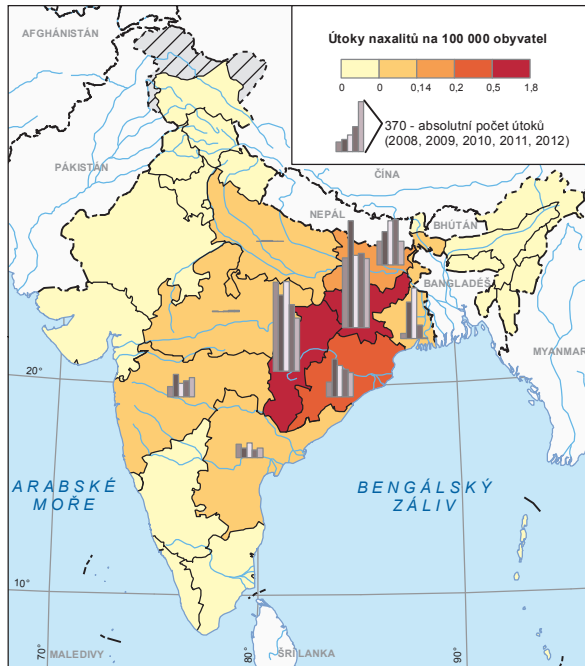 AFGHÁNISTÁN
Útoky naxalitů na 100 000 obyvatel
0 0 0,14 0,2 0,5 1,8
370 - absolutní počet útoků
(2008, 2009, 2010, 2011, 2012)
PÁKISTÁN
ČÍNA
NEPÁL
BHÚTÁN
BANGLADÉŠ
MYANMAR
20°
ARABSKÉ
MOŘE
BENGÁLSKÝ
ZÁLIV
10°
70°
80°
90°
MALEDIVY
ŠRÍ LANKA